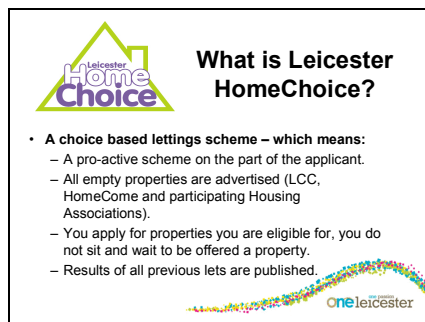 Leicester
Home
Choice
What is Leicester
HomeChoice?
• A choice based lettings scheme – which means:
– A pro-active scheme on the part of the applicant.
– All empty properties are advertised (LCC,
HomeCome and participating Housing
Associations).
– You apply for properties you are eligible for, you do
not sit and wait to be offered a property.
– Results of all previous lets are published.
one passion
oneleicester